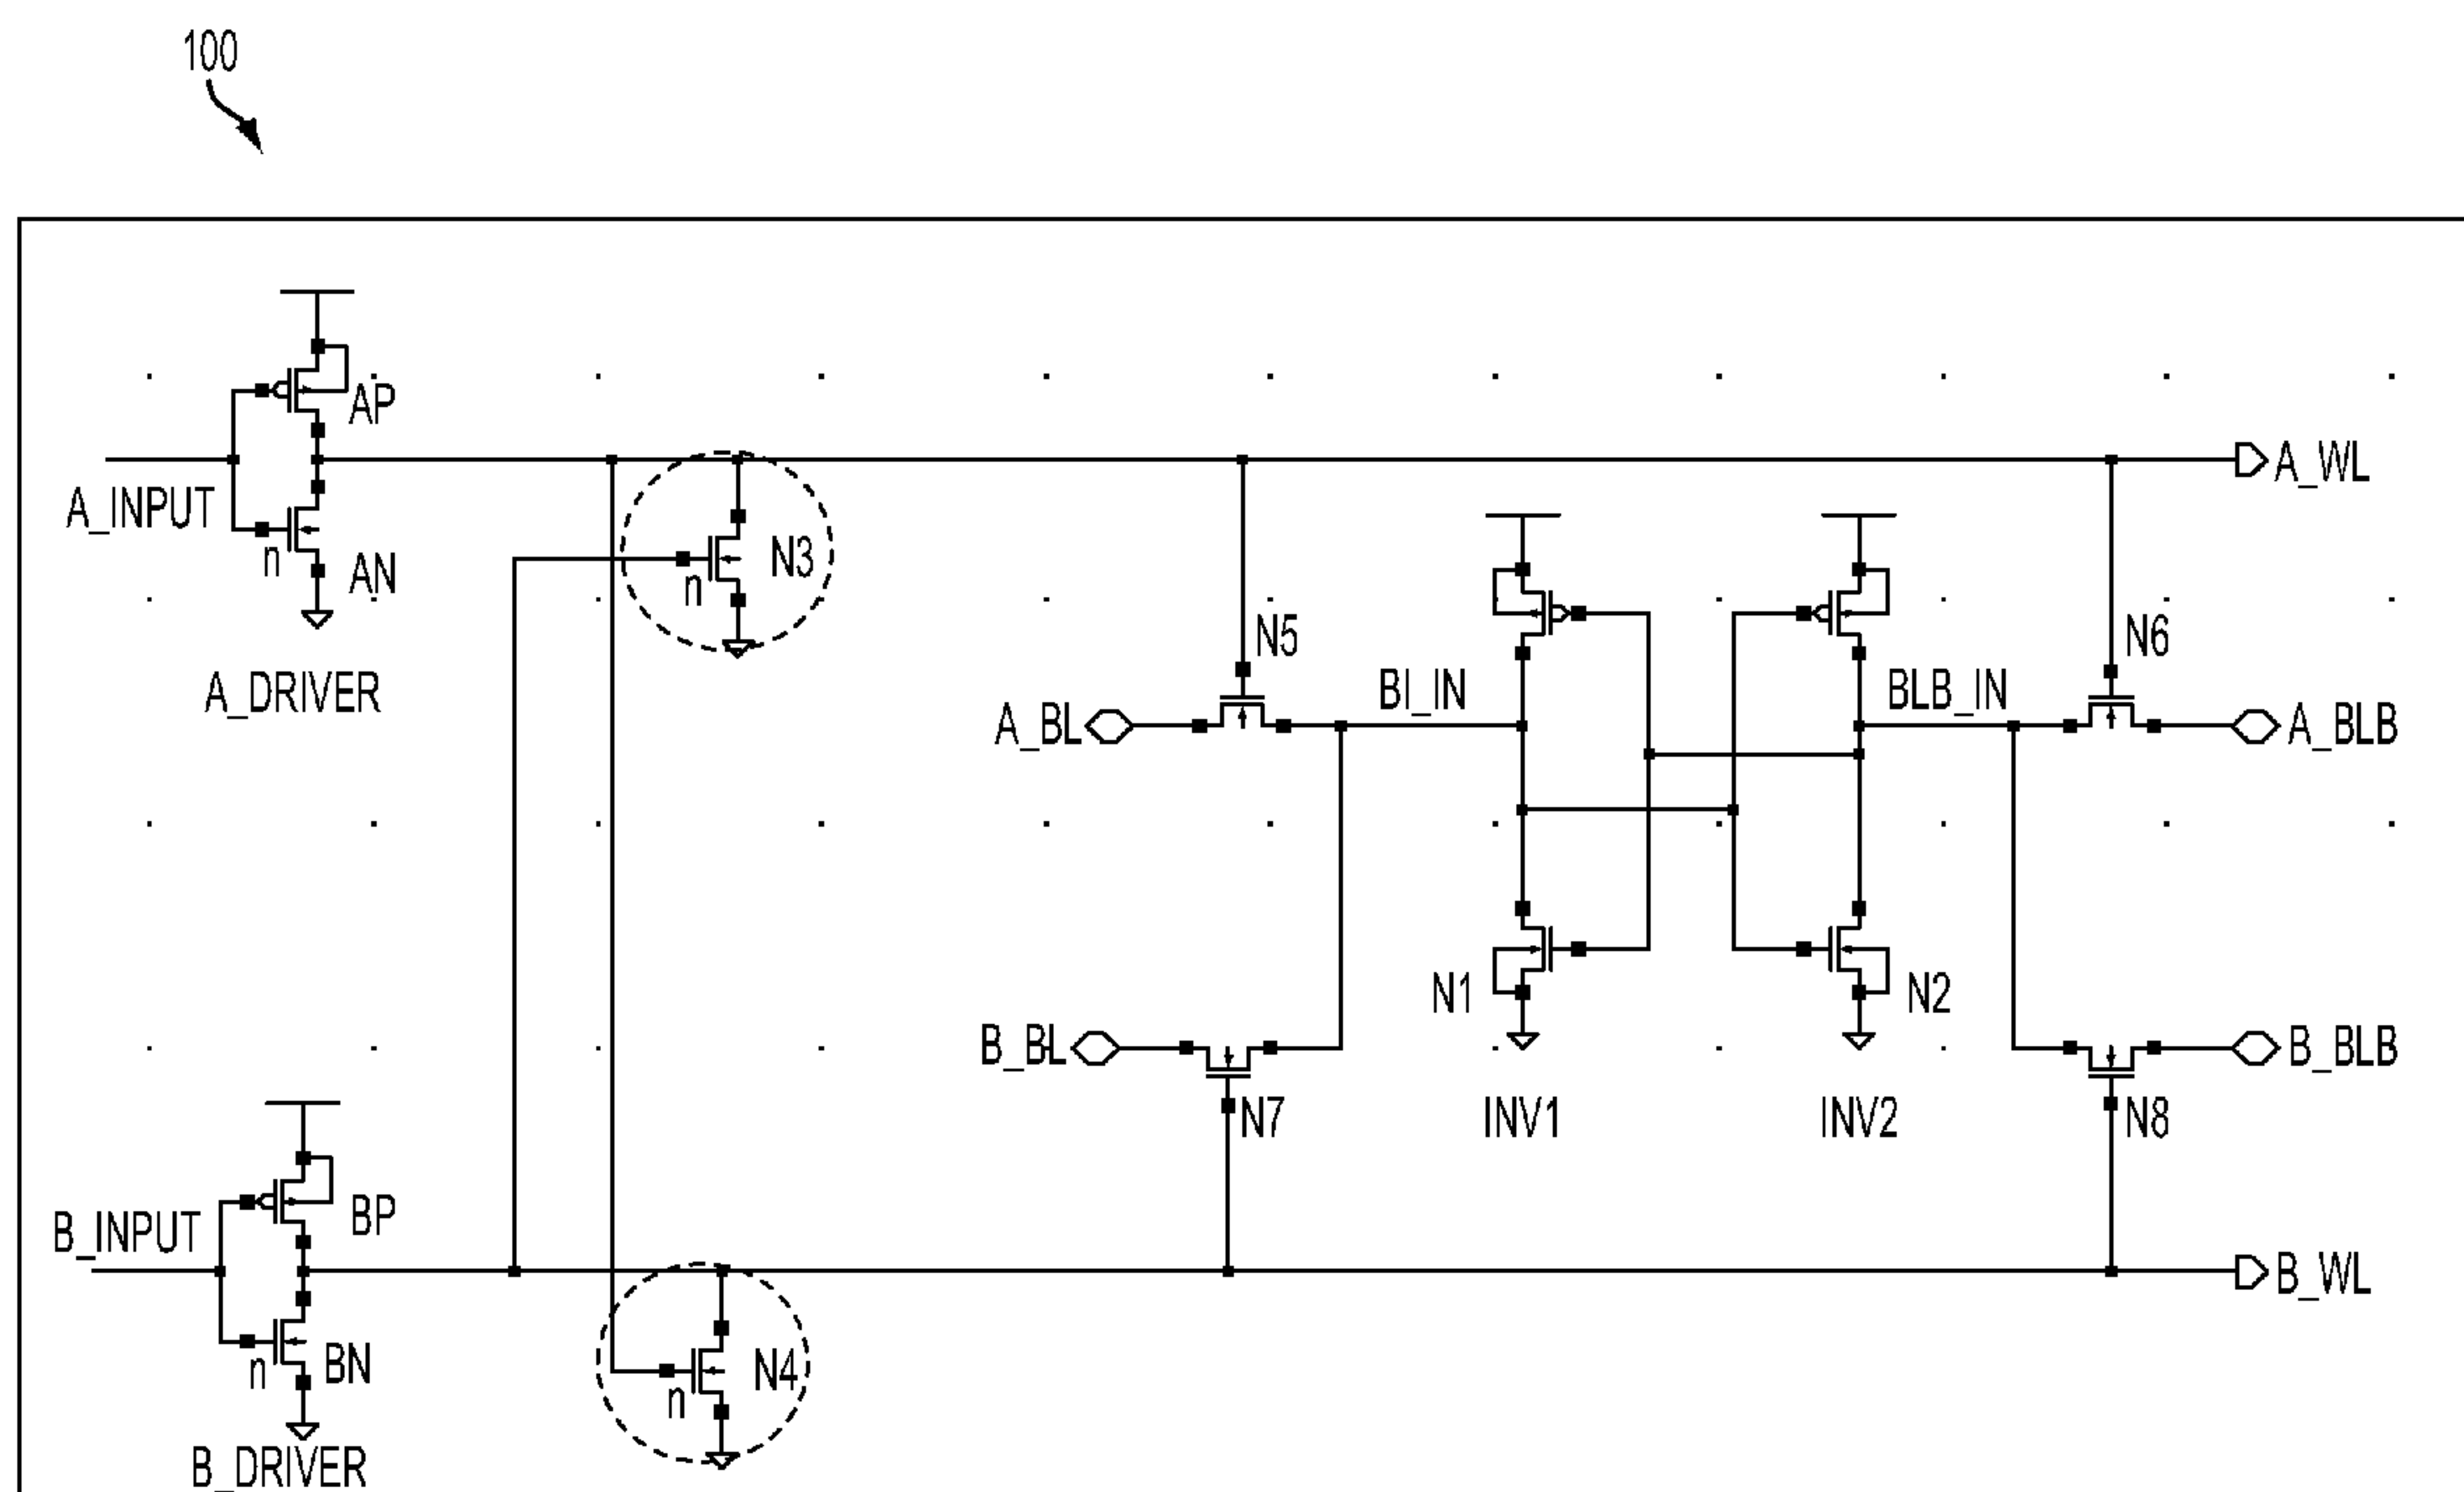 100
AP
A_INPUT
n
AN
A_DRIVER
N3
n
A_WL
N5
N6
BI_IN
BLB_IN
A_BL
A_BLB
N1
N2
B_BL
B_BLB
N7
INV1
INV2
N8
B_INPUT
BP
B_WL
n
BN
N4
n
B_DRIVER